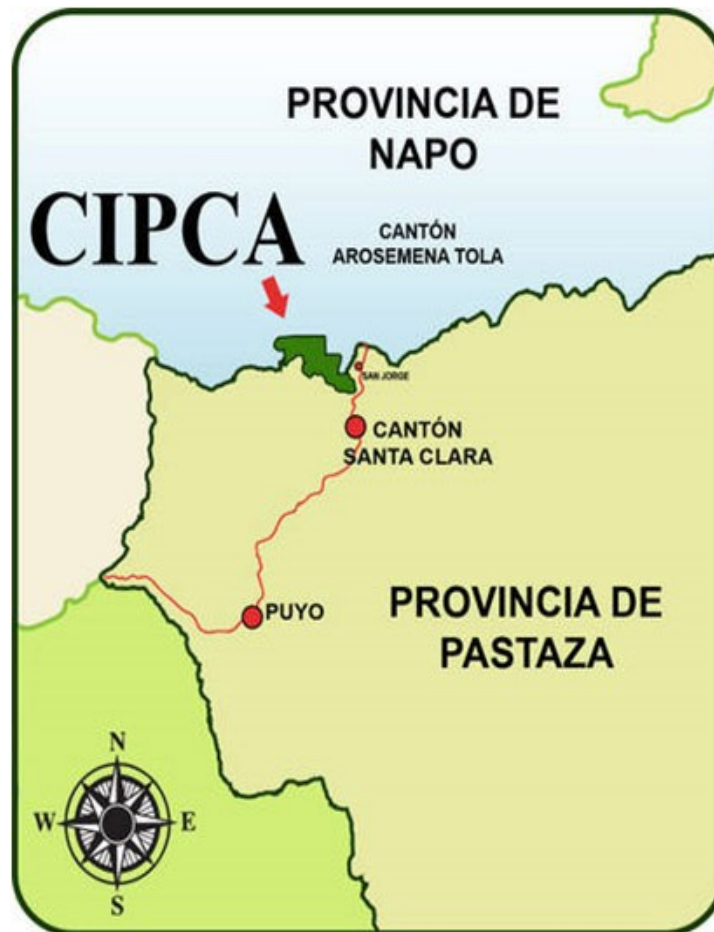 PROVINCIA DE
NAPO
CIPCA
CANTÓN
AROSEMENA TOLA
SAN JORGE
CANTÓN
SANTA CLARA
PUYO
PROVINCIA DE
PASTAZA
N
W
E
S